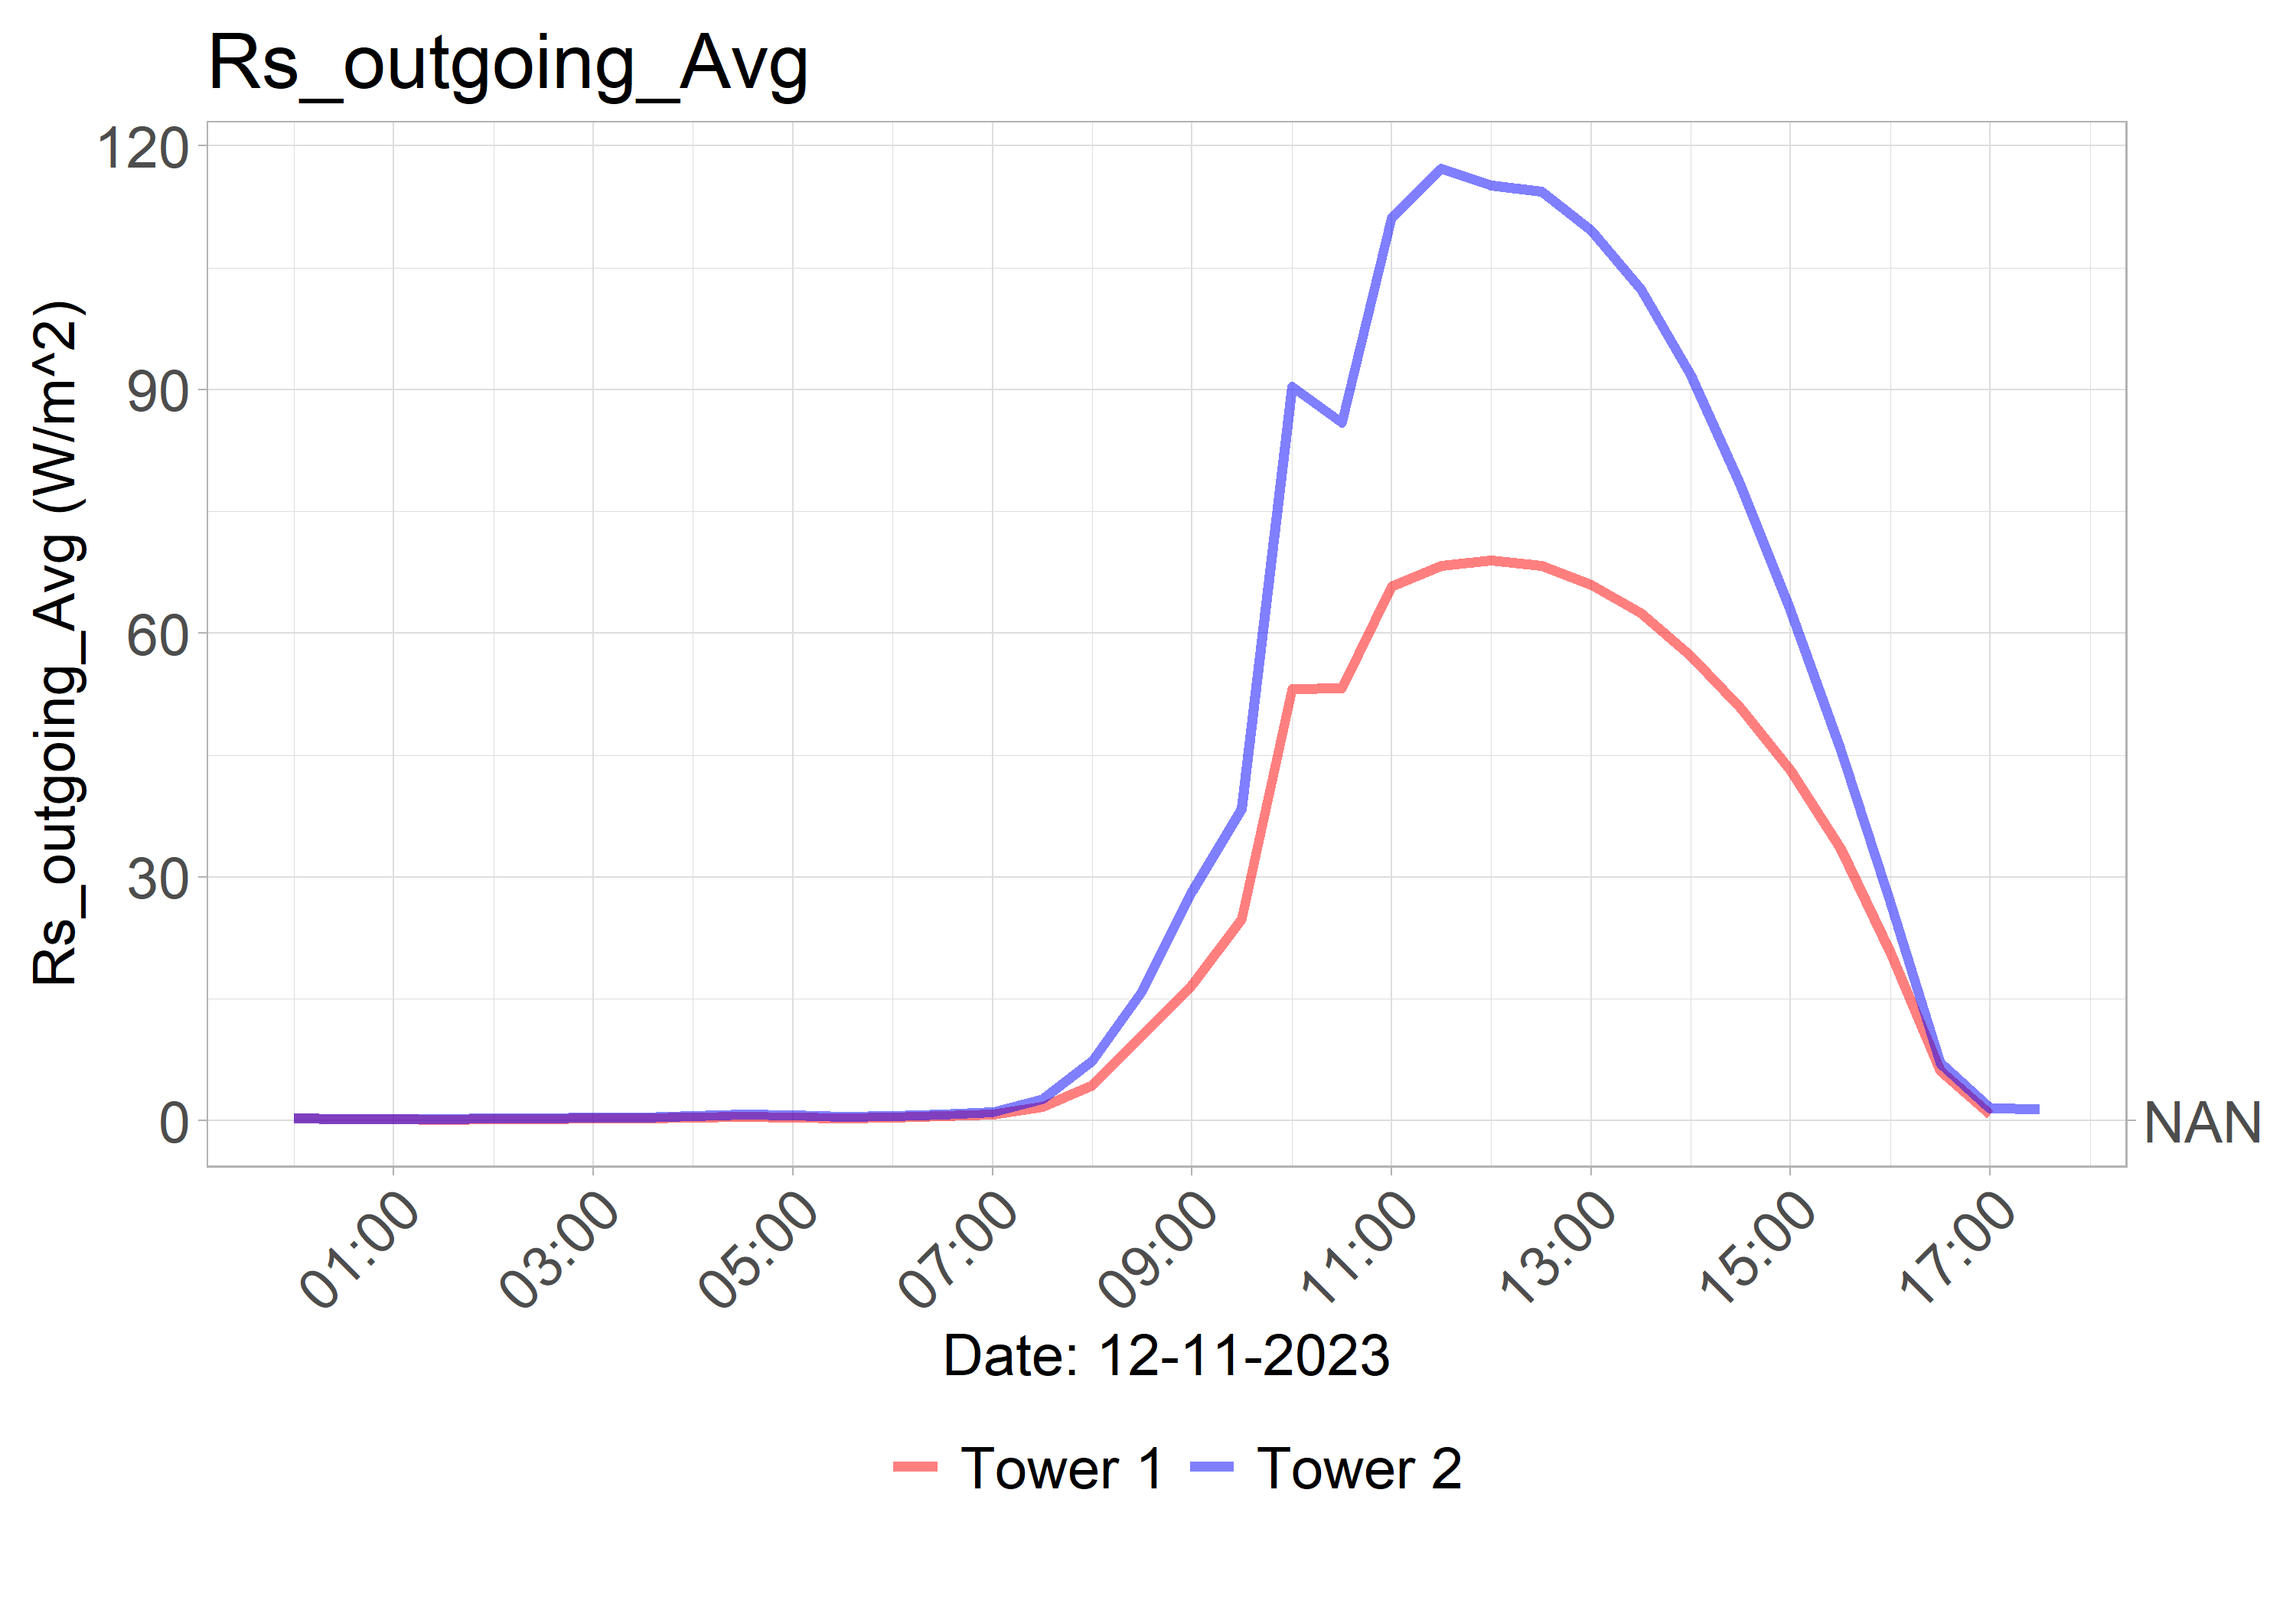 Rs_outgoing_Avg
Rs_outgoing_Avg (W/m^2)
120
90
60
30
0
NAN
01:00
03:00
05:00
07:00
09:00
11:00
13:00
15:00
17:00
Date: 12-11-2023
Tower 1
Tower 2